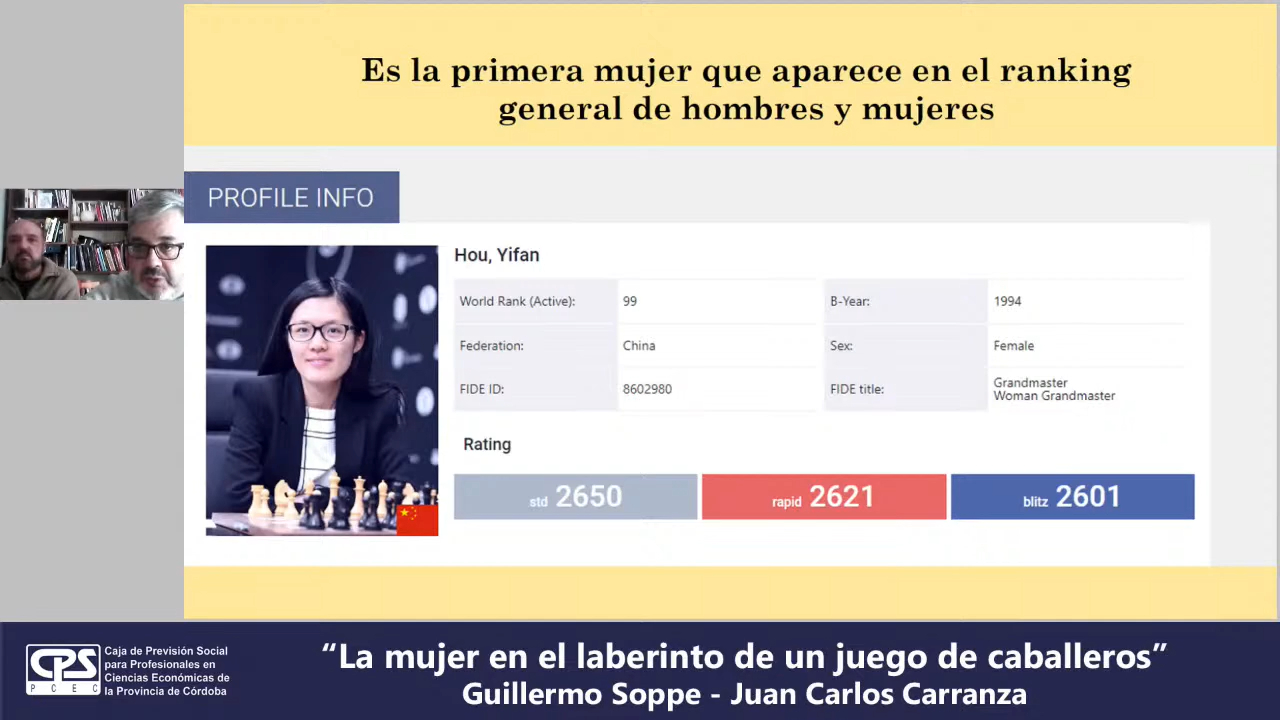 Es la primera mujer que aparece en el ranking
general de hombres y mujeres
PROFILE INFO
Hou, Yifan
World Rank (Active): 99 B-Year: 1994
Federation: China Sex: Female
FIDE ID: 8602980 FIDE title: Grandmaster
Woman Grandmaster
Rating
std 2650 rapid 2621 blitz 2601
CPS
PCEC
Caja de Previsión Social
para Profesionales en
Ciencias Económicas de
la Provincia de Córdoba
“La mujer en el laberinto de un juego de caballeros”
Guillermo Soppe - Juan Carlos Carranza